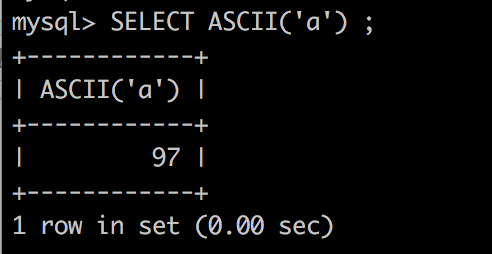 mysql> SELECT ASCII('a') ;
+------------+
| ASCII('a') |
+------------+
|         97 |
+------------+
1 row in set (0.00 sec)